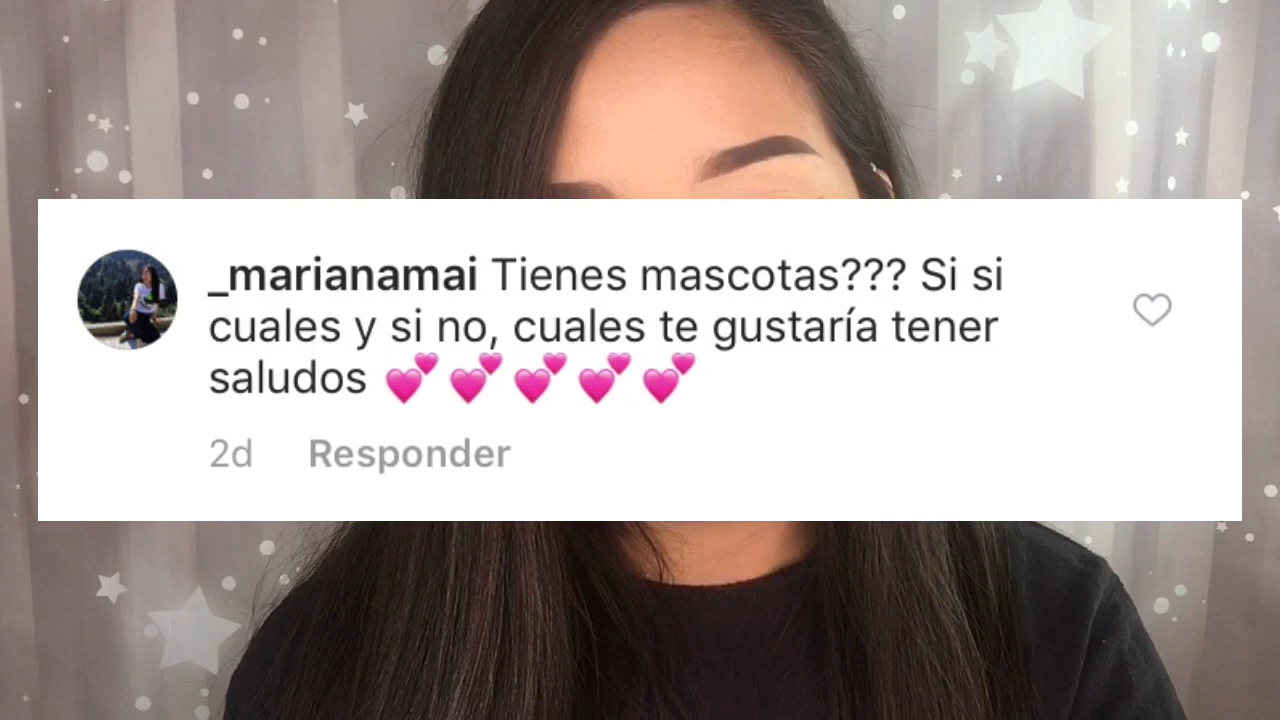 _marianamai Tienes mascotas??? Si si
cuales y si no, cuales te gustaría tener
saludos 💕💕💕💕💕
2d Responder